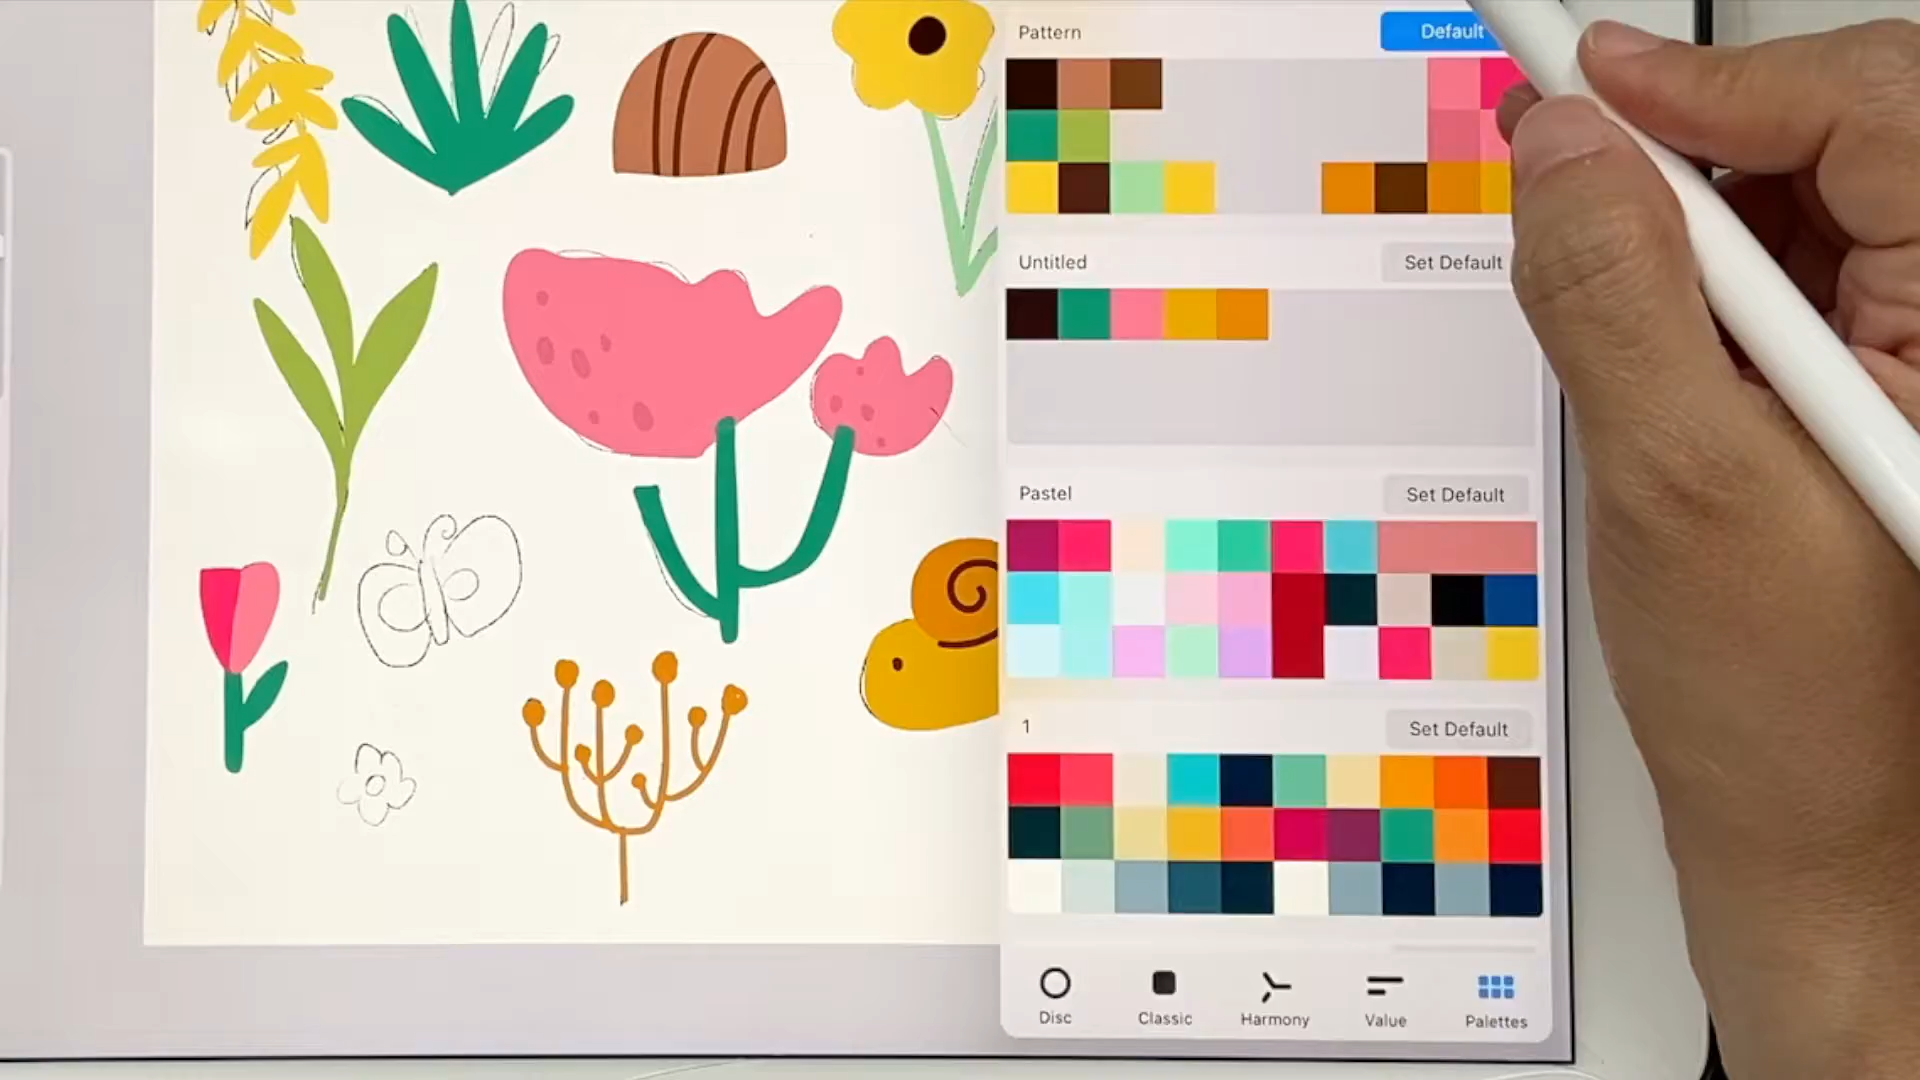 Pattern
Default
Untitled
Set Default
Pastel
Set Default
1
Set Default
Disc
Classic
Harmony
Value
Palettes